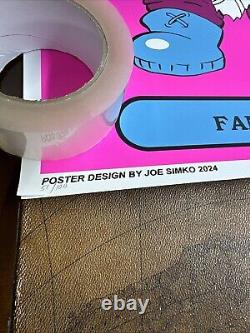 FA
POSTER DESIGN BY JOE SIMKO 2024
51/100